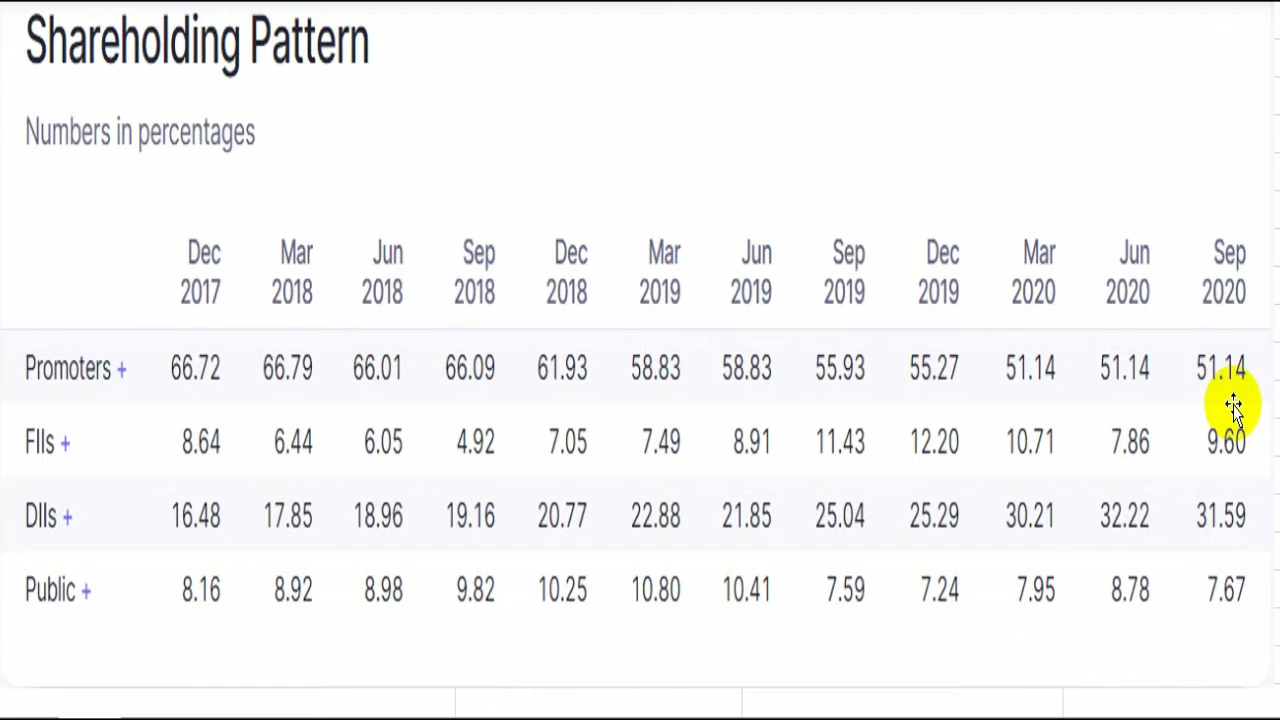 Shareholding Pattern
Numbers in percentages
Dec Mar Jun Sep Dec Mar Jun Sep Dec Mar Jun Sep
2017 2018 2018 2018 2018 2019 2019 2019 2019 2020 2020 2020
Promoters + 66.72 66.79 66.01 66.09 61.93 58.83 58.83 55.93 55.27 51.14 51.14 51.14
FIIs + 8.64 6.44 6.05 4.92 7.05 7.49 8.91 11.43 12.20 10.71 7.86 9.60
DIIs + 16.48 17.85 18.96 19.16 20.77 22.88 21.85 25.04 25.29 30.21 32.22 31.59
Public + 8.16 8.92 8.98 9.82 10.25 10.80 10.41 7.59 7.24 7.95 8.78 7.67